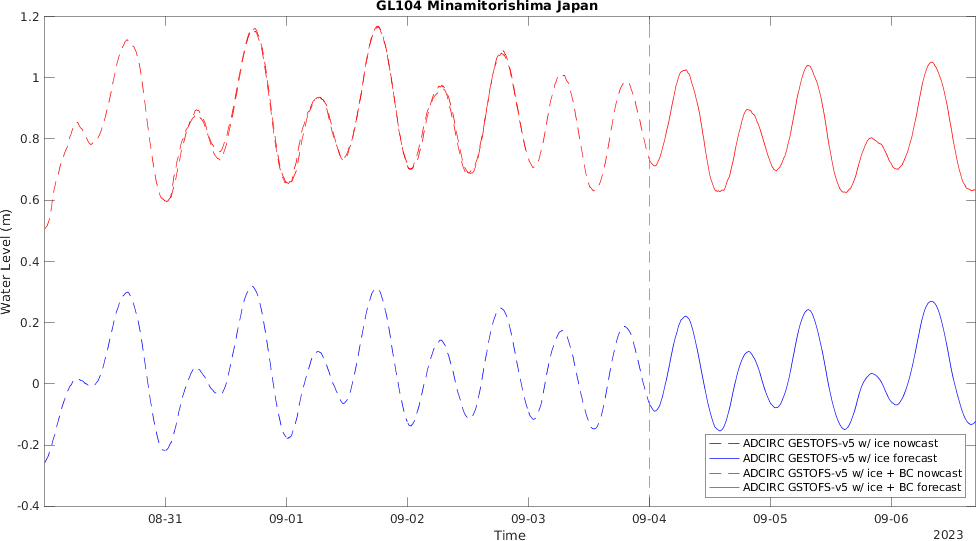 GL104 Minamitorishima Japan
1.2
1
0.8
0.6
0.4
0.2
0
-0.2
-0.4
Water Level (m)
08-31 09-01 09-02 09-03 09-04 09-05 09-06
Time
2023
ADCIRC GESTOFS-v5 w/ ice nowcast
ADCIRC GESTOFS-v5 w/ ice forecast
ADCIRC GSTOFS-v5 w/ ice + BC nowcast
ADCIRC GSTOFS-v5 w/ ice + BC forecast